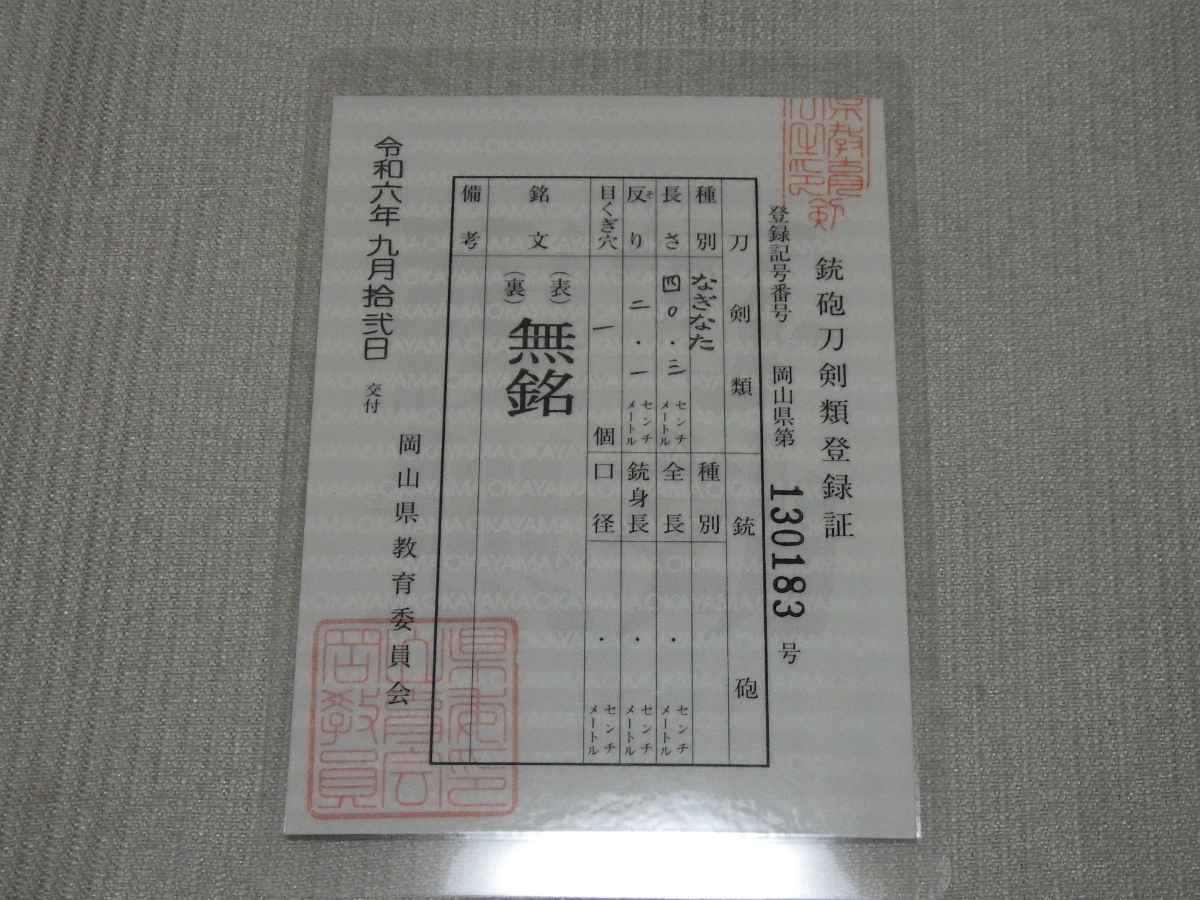 銃砲刀剣類登録証
登録記号番号 岡山県第 130183 号
刀剣類 銃砲
種別 なぎなた 種別
長さ 四〇・三 センチメートル 全長 ・ センチメートル
反り そ 二・一 センチメートル 銃身長 ・ センチメートル
目くぎ穴 一 個 口径 ・ センチメートル
銘文 (表) 無銘
(裏)
備考
令和六年九月拾弐日 交付
岡山県教育委員会